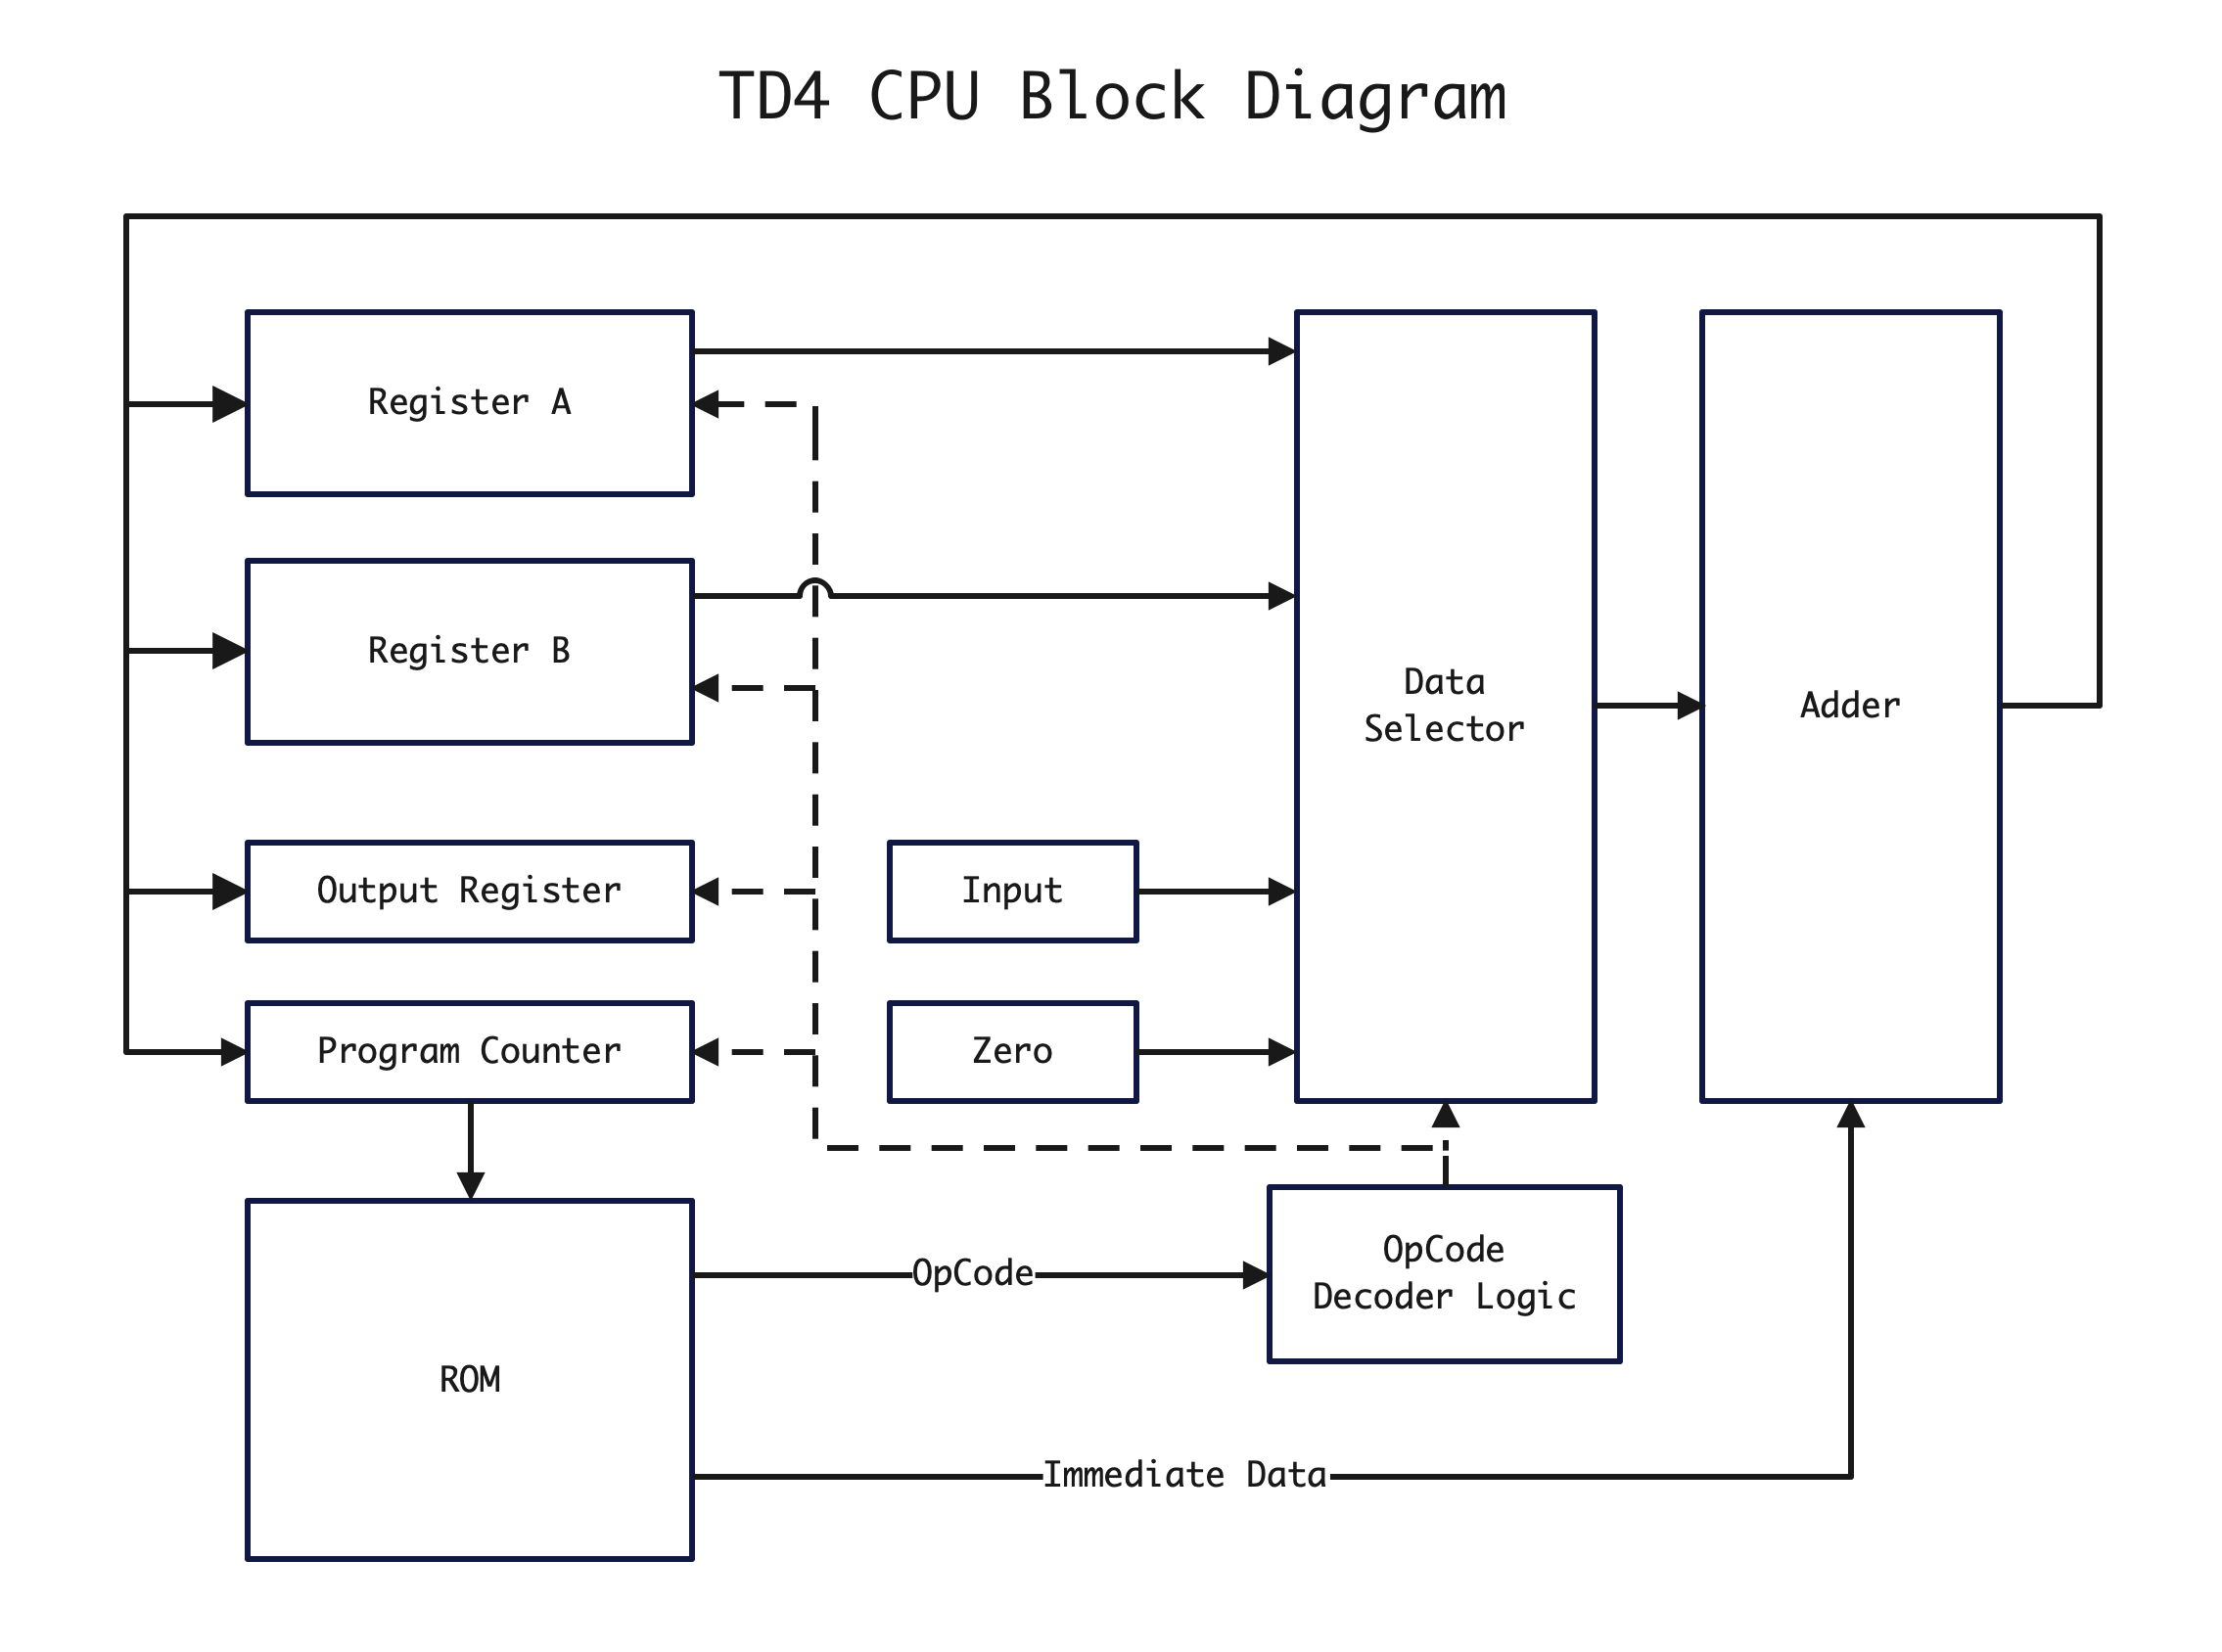 TD4 CPU Block Diagram
Register A
Register B
Data
Selector
Adder
Output Register
Input
Program Counter
Zero
OpCode
OpCode
Decoder Logic
ROM
Immediate Data